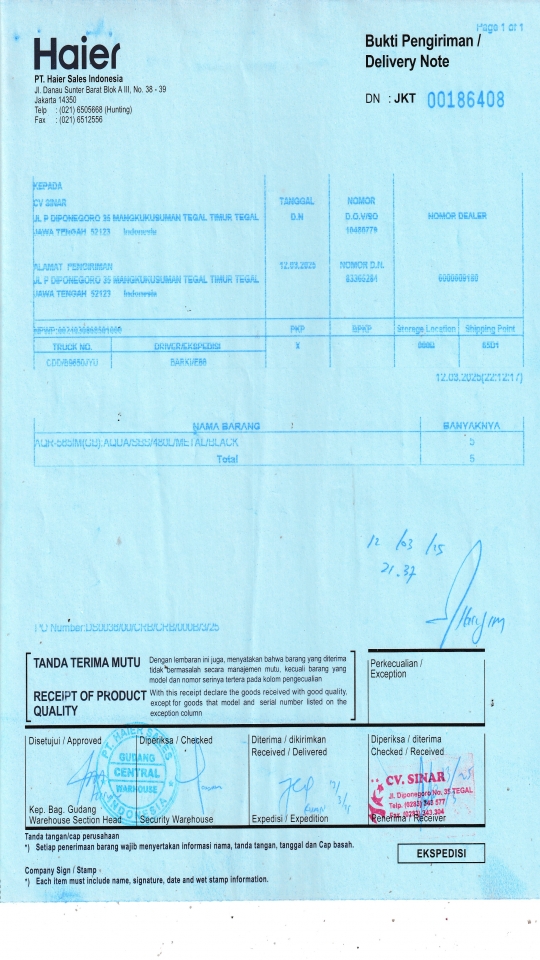 Page 1 of 1
Haier
Bukti Pengiriman /
Delivery Note
PT. Haier Sales Indonesia
Jl. Danau Sunter Barat Blok A III, No. 38 - 39
Jakarta 14350
Telp : (021) 6505668 (Hunting)
Fax : (021) 6512556
DN : JKT 00186408
KEPADA
CV SINAR
TANGGAL
NOMOR
JL P DIPONEGORO 35 MANGKUKUSUMAN TEGAL TIMUR TEGAL
D.N
D.O.V/SO
NOMOR DEALER
JAWA TENGAH 52123 Indonesia
ALAMAT PENGIRIMAN
12.03.2025
NOMOR D.N.
JL P DIPONEGORO 35 MANGKUKUSUMAN TEGAL TIMUR TEGAL
JAWA TENGAH 52123 Indonesia
PKP
Storage Location
Shipping Point
TRUCK NO.
DRIVER/EKSPEDISI
X
65D1
12.03.2025(22:12:17)
NAMA BARANG
BANYAKNYA
5
Total
5
12/03/25
21.37
TANDA TERIMA MUTU
Dengan lembaran ini juga, menyatakan bahwa barang yang diterima
tidak bermasalah secara manajemen mutu, kecuali barang yang
model dan nomor serinya tertera pada kolom pengecualian
RECEIPT OF PRODUCT
QUALITY
With this receipt declare the goods received with good quality,
except for goods that model and serial number listed on the
exception column
Perkecualian /
Exception
Disetujui / Approved
Diperiksa / Checked
Diterima / dikirimkan
Received / Delivered
Diperiksa / diterima
Checked / Received
PT. HAIER SALES
GUDANG
CENTRAL
WARHOUSE
INDONESIA
CV. SINAR
Jl. Diponegoro No. 35 TEGAL
Kep. Bag. Gudang
Warehouse Section Head
Security Warehouse
Expedisi / Expedition
Penerima / Receiver
Tanda tangan/cap perusahaan
*) Setiap penerimaan barang wajib menyertakan informasi nama, tanda tangan, tanggal dan Cap basah.
EKSPEDISI
Company Sign / Stamp
*) Each item must include name, signature, date and wet stamp information.